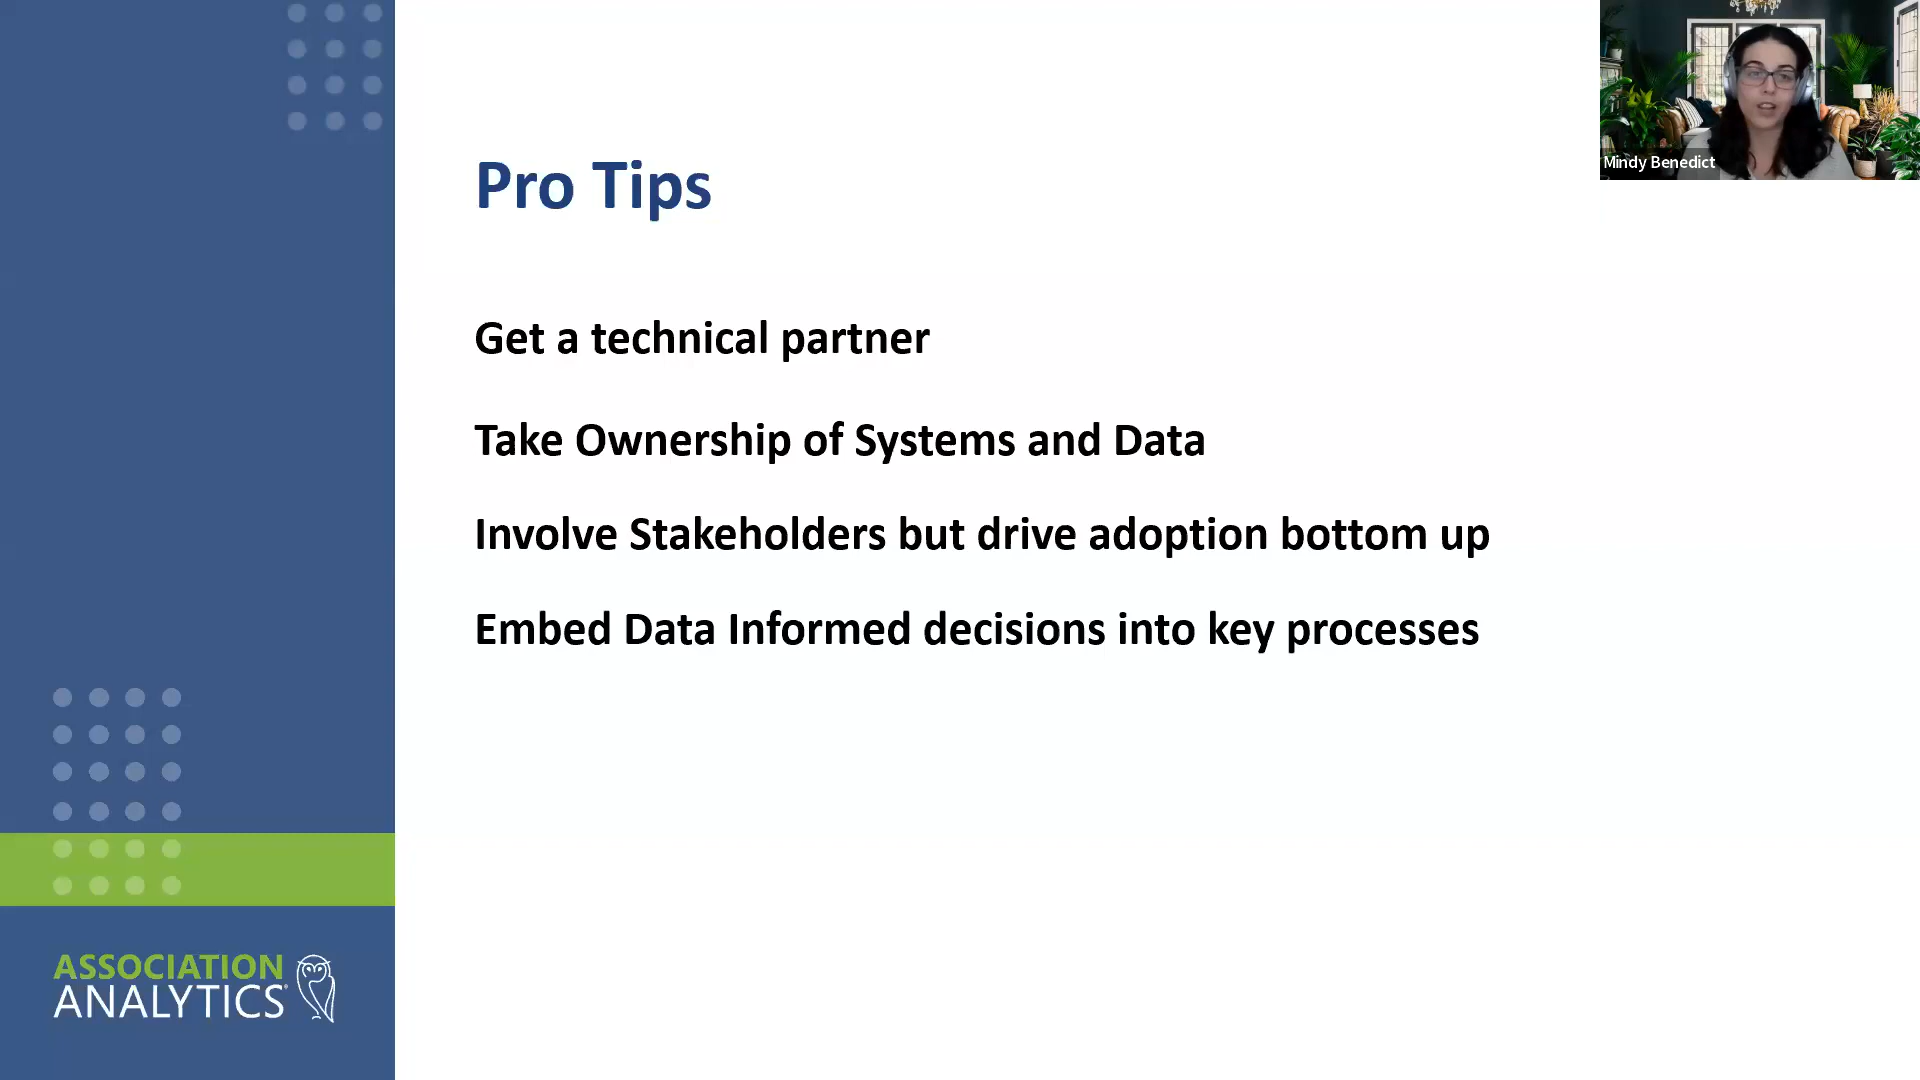 Mindy Benedict
Pro Tips
Get a technical partner
Take Ownership of Systems and Data
Involve Stakeholders but drive adoption bottom up
Embed Data Informed decisions into key processes
ASSOCIATION
ANALYTICS®